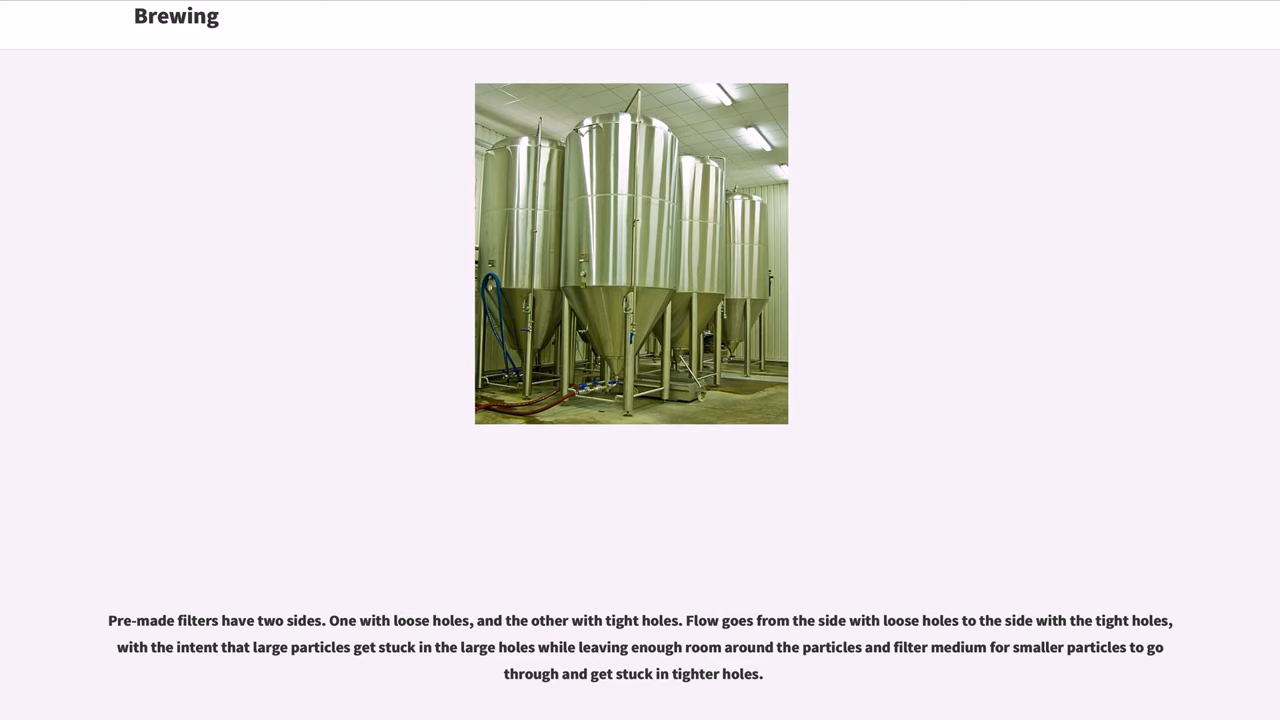 Brewing
Pre-made filters have two sides. One with loose holes, and the other with tight holes. Flow goes from the side with loose holes to the side with the tight holes,
with the intent that large particles get stuck in the large holes while leaving enough room around the particles and filter medium for smaller particles to go
through and get stuck in tighter holes.